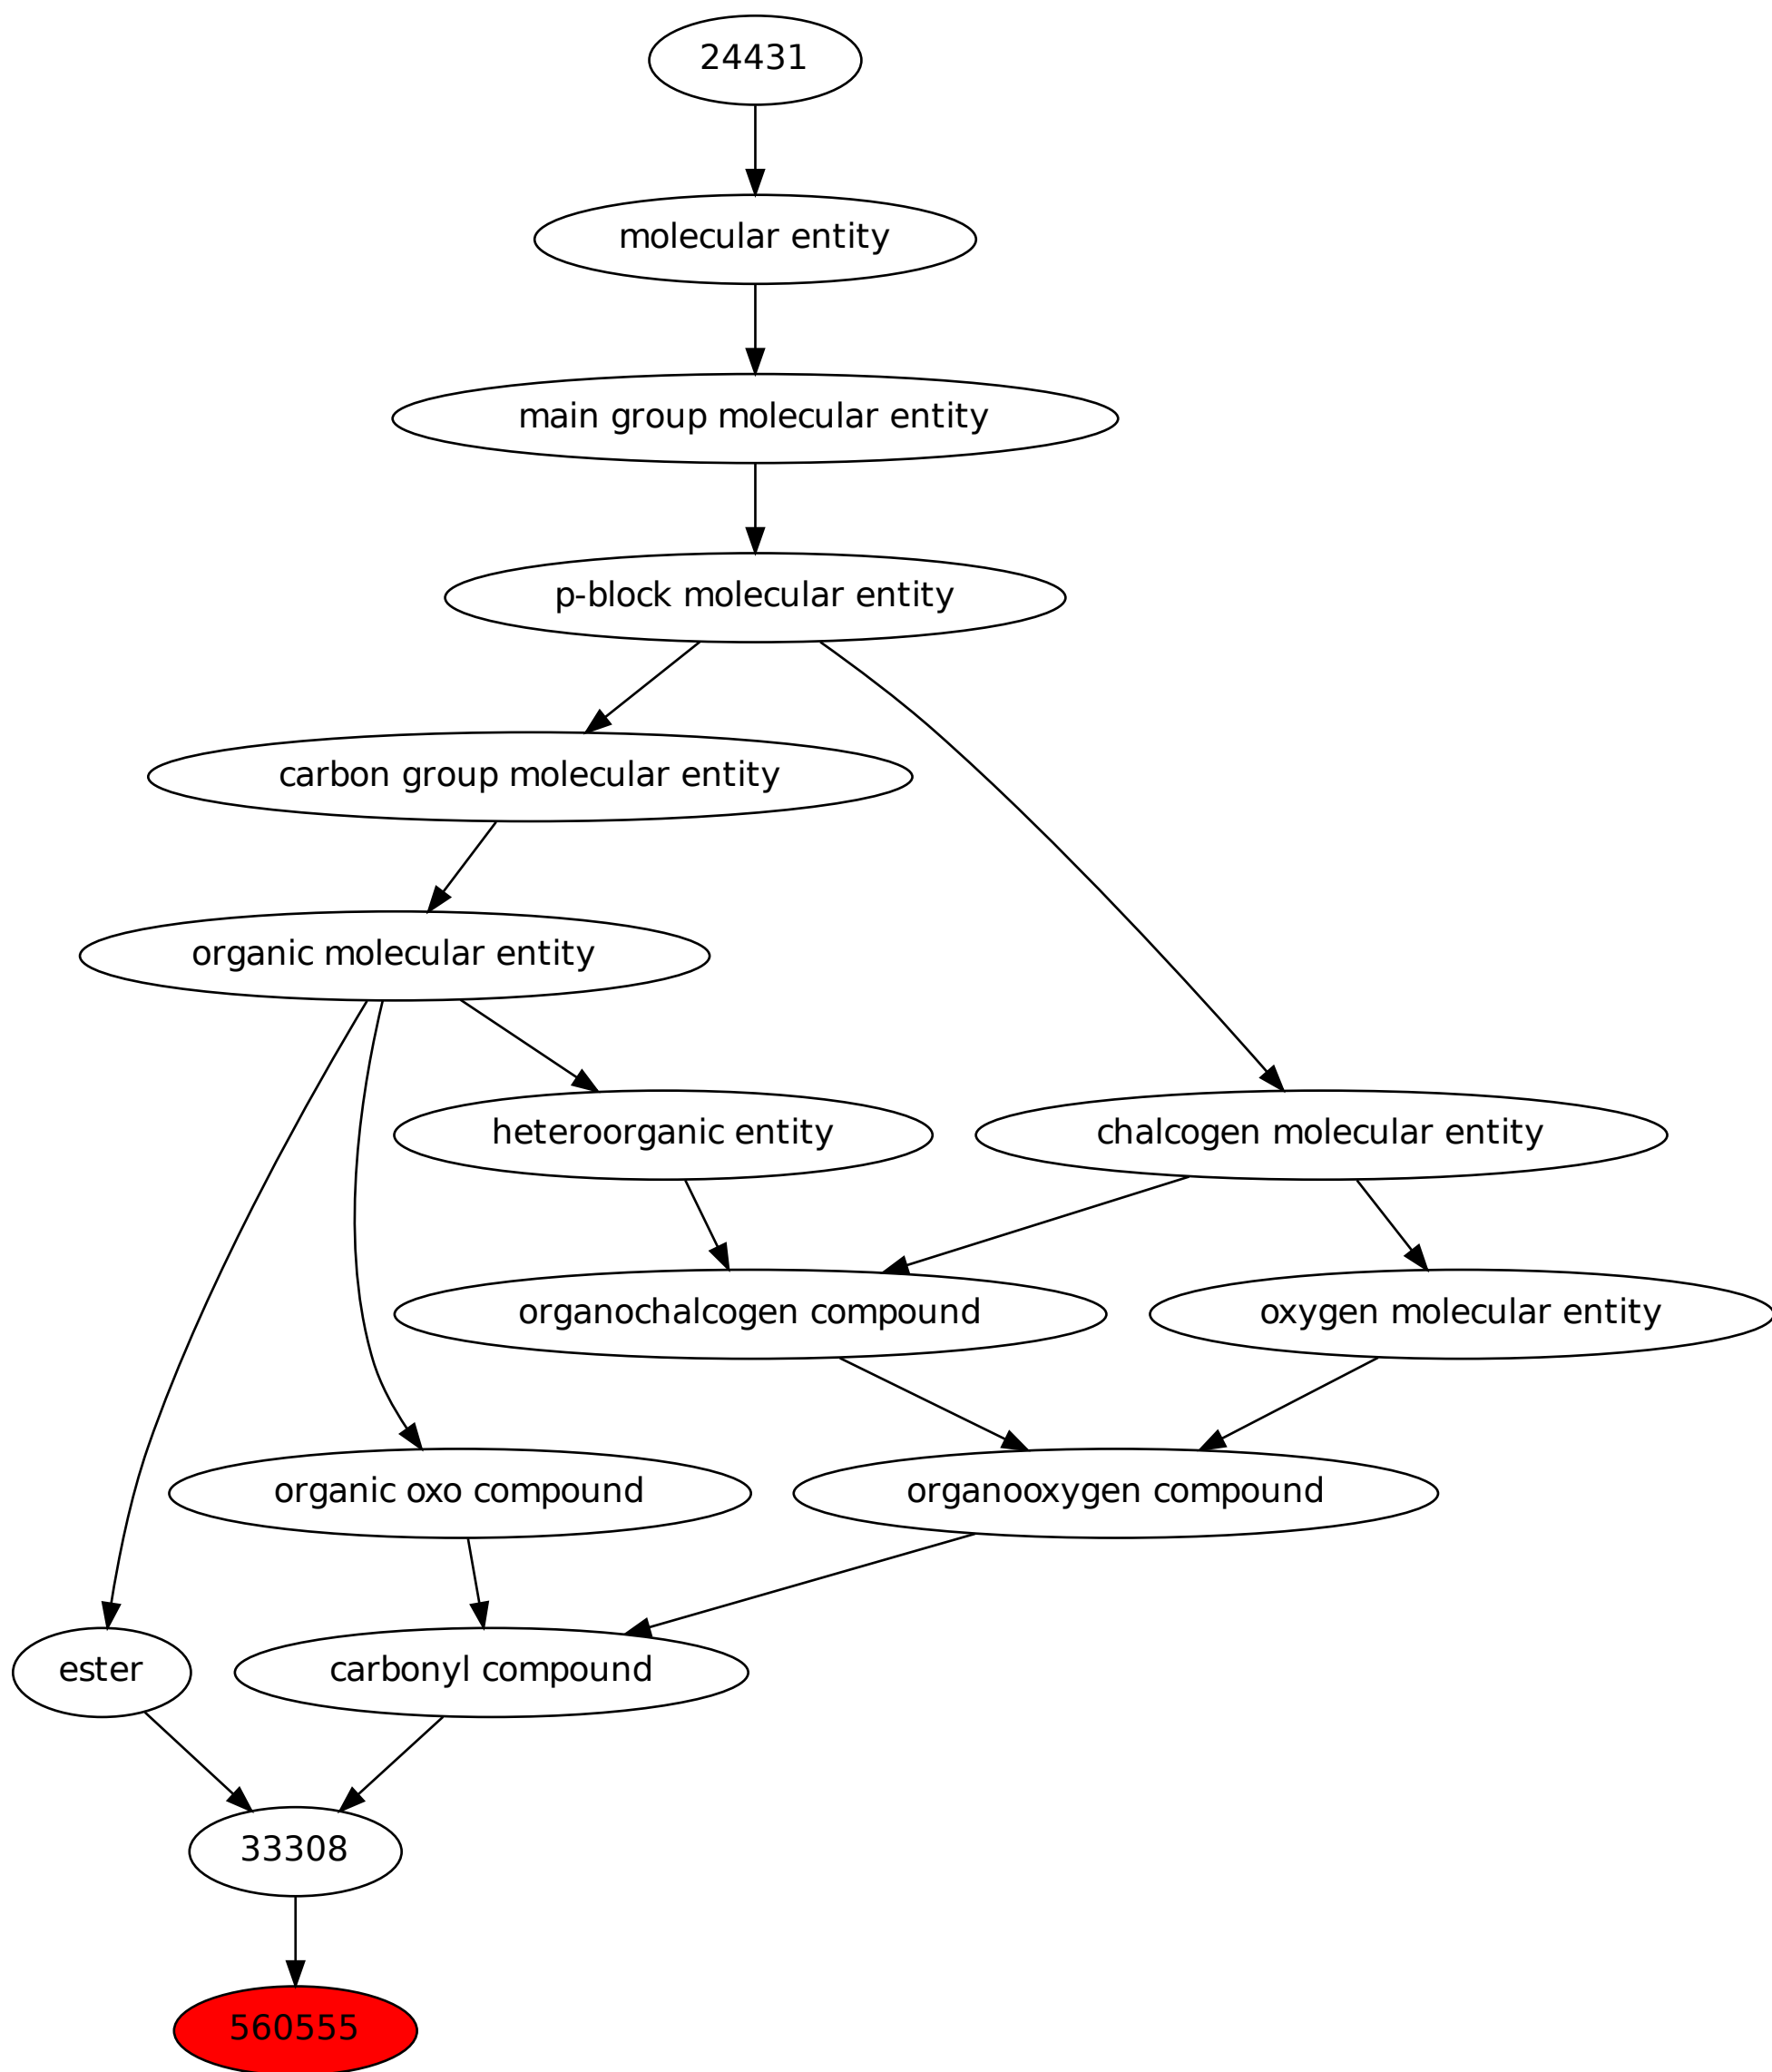 24431
molecular entity
main group molecular entity
p-block molecular entity
carbon group molecular entity
organic molecular entity
heteroorganic entity
chalcogen molecular entity
organochalcogen compound
oxygen molecular entity
organic oxo compound
organooxygen compound
ester
carbonyl compound
33308
560555